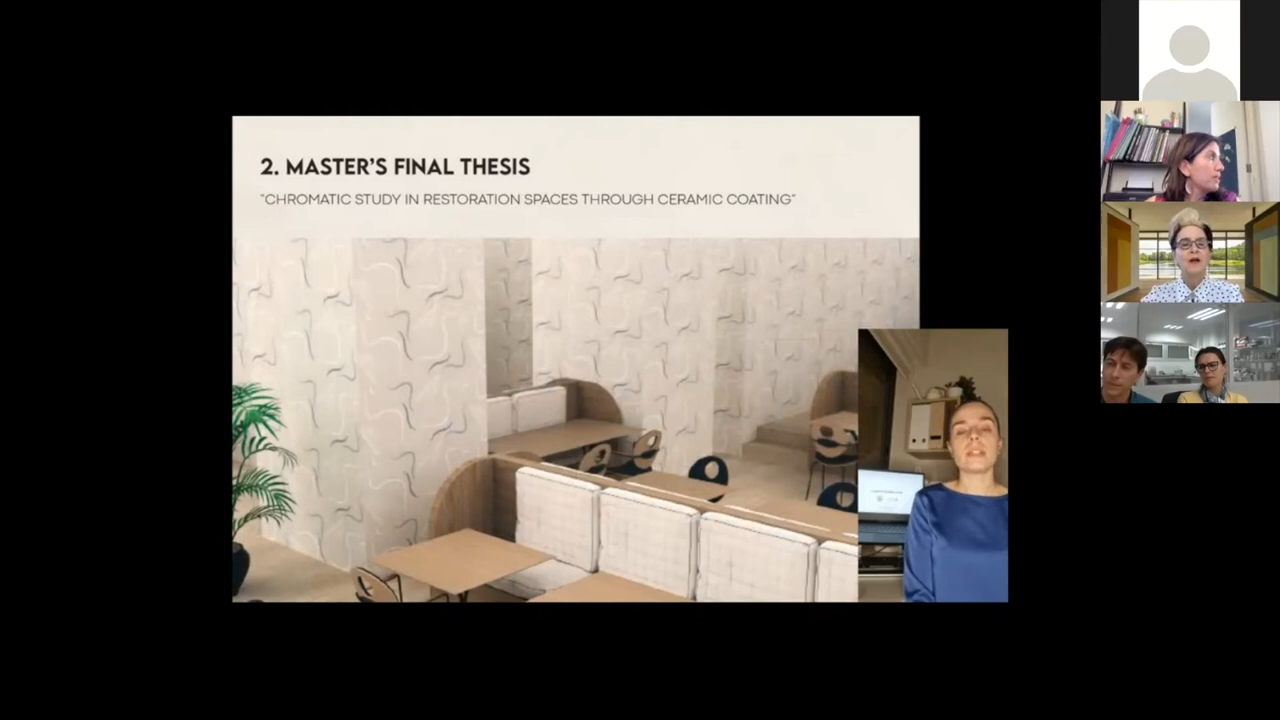 2. MASTER'S FINAL THESIS
"CHROMATIC STUDY IN RESTORATION SPACES THROUGH CERAMIC COATING"